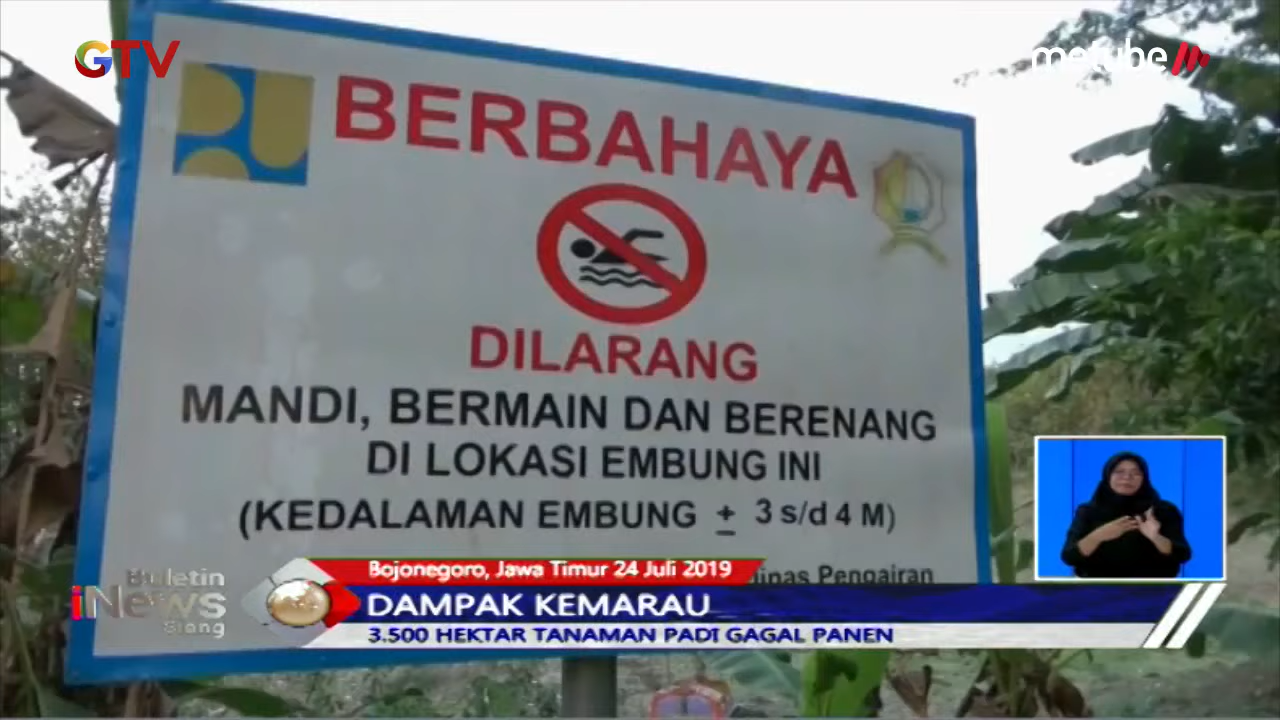 GTV
metube
BERBAHAYA
DILARANG
MANDI, BERMAIN DAN BERENANG
DI LOKASI EMBUNG INI
(KEDALAMAN EMBUNG ± 3 s/d 4 M)
Pengairan
Bojonegoro, Jawa Timur 24 Juli 2019
Buletin
iNews
Siang
DAMPAK KEMARAU
3.500 HEKTAR TANAMAN PADI GAGAL PANEN